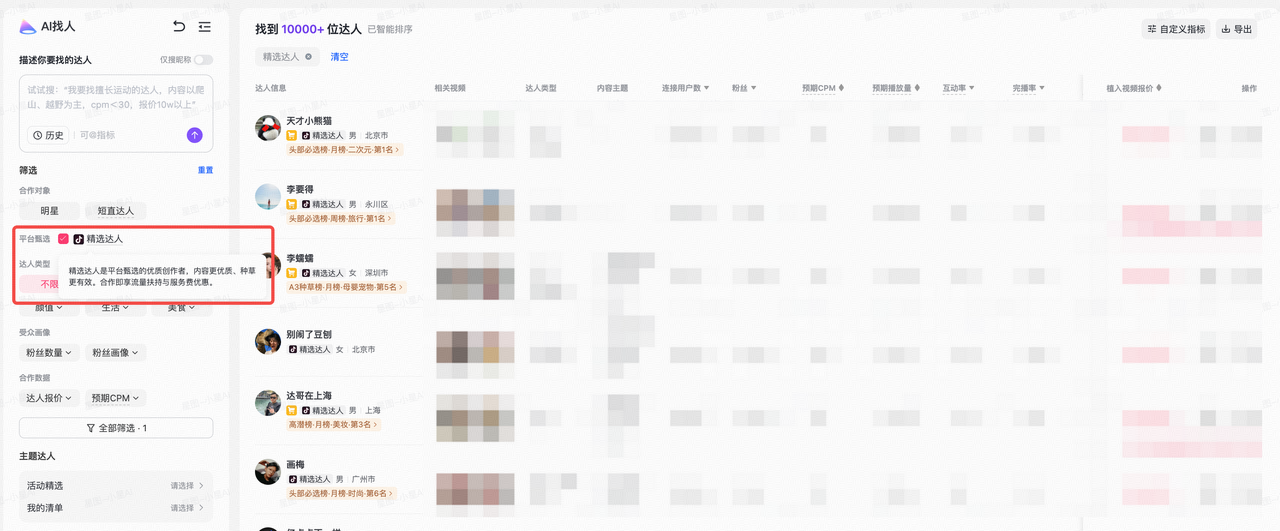 AI找人
描述你要找的达人 仅搜昵称
试试搜：“我要找擅长运动的达人，内容以爬
山、越野为主，cpm＜30，报价10w以上”
历史 可@指标
筛选 重置
合作对象
明星 短直达人
平台甄选 精选达人
达人类型
精选达人是平台甄选的优质创作者，内容更优质、种草
更有效。合作即享流量扶持与服务费优惠。
不限
颜值 生活 美食
受众画像
粉丝数量 粉丝画像
合作数据
达人报价 预期CPM
全部筛选 · 1
主题达人
活动精选 请选择
我的清单 请选择
找到 10000+ 位达人 已智能排序
自定义指标 导出
精选达人 清空
达人信息 相关视频 达人类型 内容主题 连接用户数 粉丝 预期CPM 预期播放量 互动率 完播率 植入视频报价 操作
天才小熊猫
精选达人 男 北京市
头部必选榜·月榜·二次元·第1名
李要得
精选达人 男 永川区
头部必选榜·周榜·旅行·第1名
李蠕蠕
精选达人 女 深圳市
A3种草榜·月榜·母婴宠物·第5名
别闹了豆刨
精选达人 女 北京市
达哥在上海
精选达人 男 上海
高潜榜·月榜·美妆·第3名
画梅
精选达人 男 广州市
头部必选榜·月榜·时尚·第6名